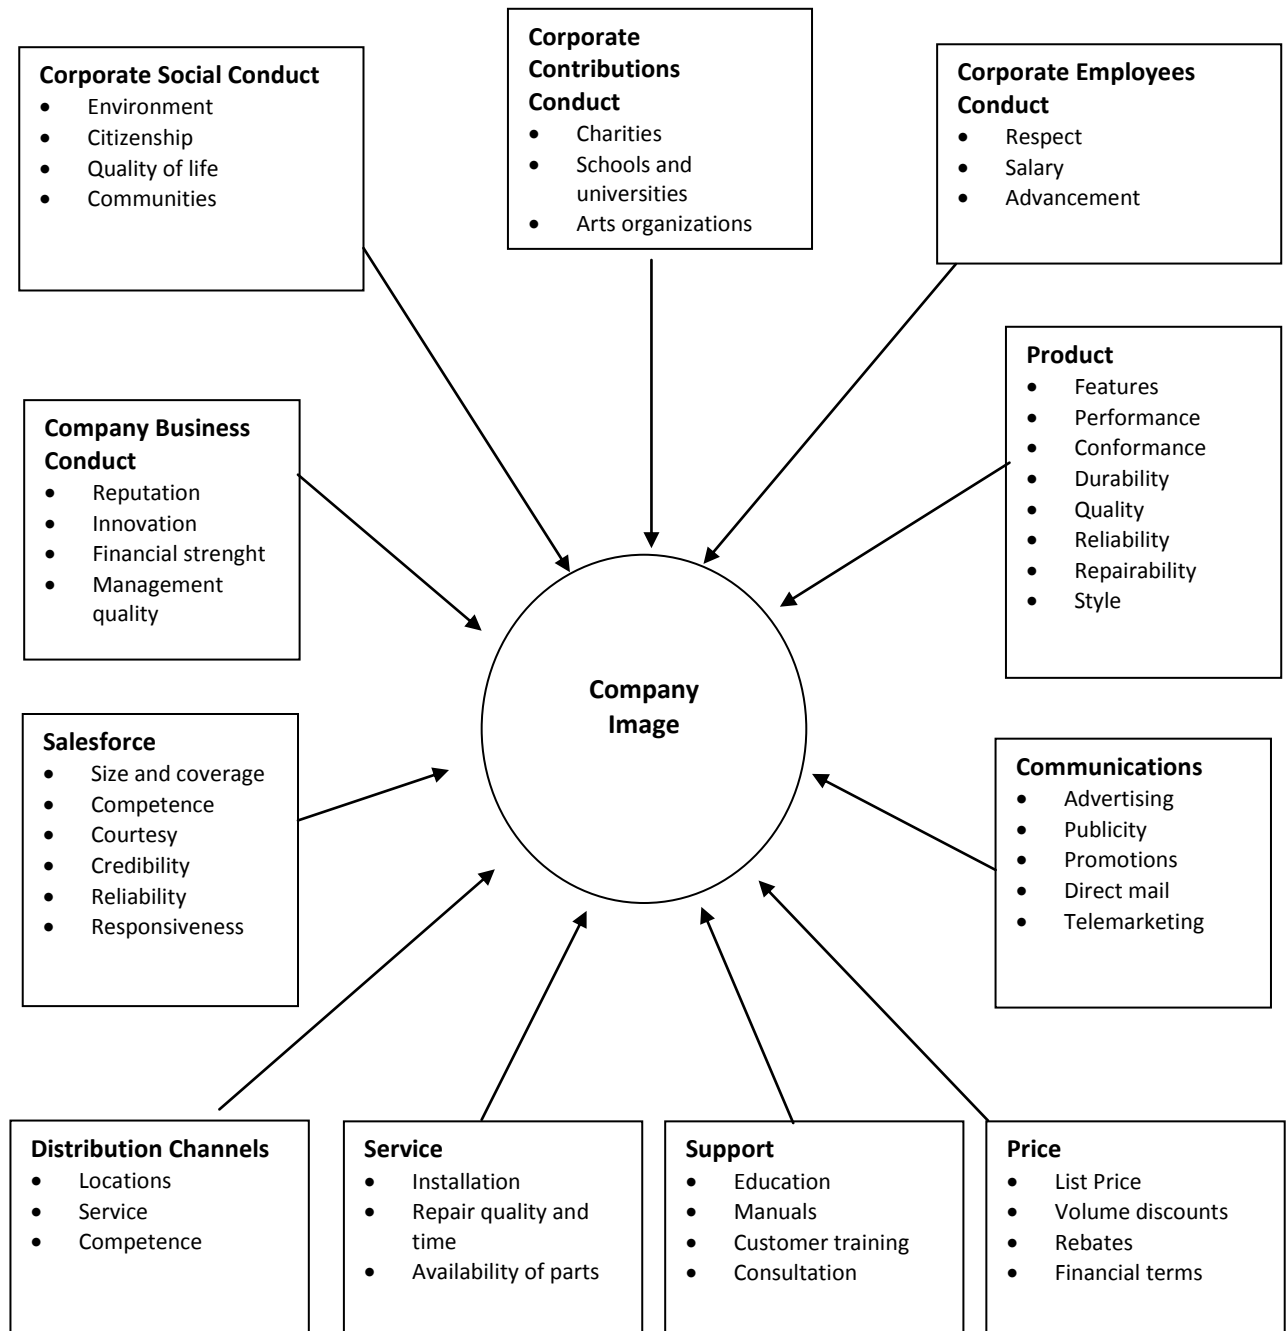 Corporate Social Conduct
• Environment
• Citizenship
• Quality of life
• Communities
Corporate
Contributions
Conduct
• Charities
• Schools and
universities
• Arts organizations
Corporate Employees
Conduct
• Respect
• Salary
• Advancement
Company Business
Conduct
• Reputation
• Innovation
• Financial strenght
• Management
quality
Product
• Features
• Performance
• Conformance
• Durability
• Quality
• Reliability
• Repairability
• Style
Company
Image
Salesforce
• Size and coverage
• Competence
• Courtesy
• Credibility
• Reliability
• Responsiveness
Communications
• Advertising
• Publicity
• Promotions
• Direct mail
• Telemarketing
Distribution Channels
• Locations
• Service
• Competence
Service
• Installation
• Repair quality and
time
• Availability of parts
Support
• Education
• Manuals
• Customer training
• Consultation
Price
• List Price
• Volume discounts
• Rebates
• Financial terms